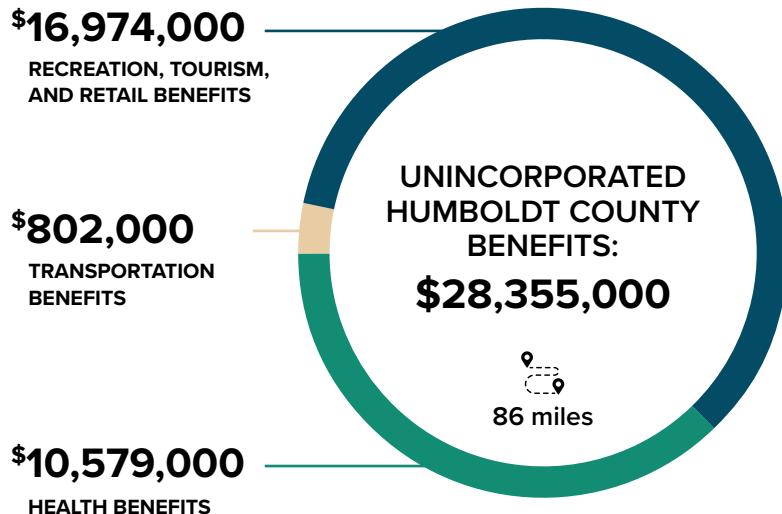 $16,974,000
RECREATION, TOURISM,
AND RETAIL BENEFITS
$802,000
TRANSPORTATION
BENEFITS
$10,579,000
HEALTH BENEFITS
UNINCORPORATED
HUMBOLDT COUNTY
BENEFITS:
$28,355,000
86 miles